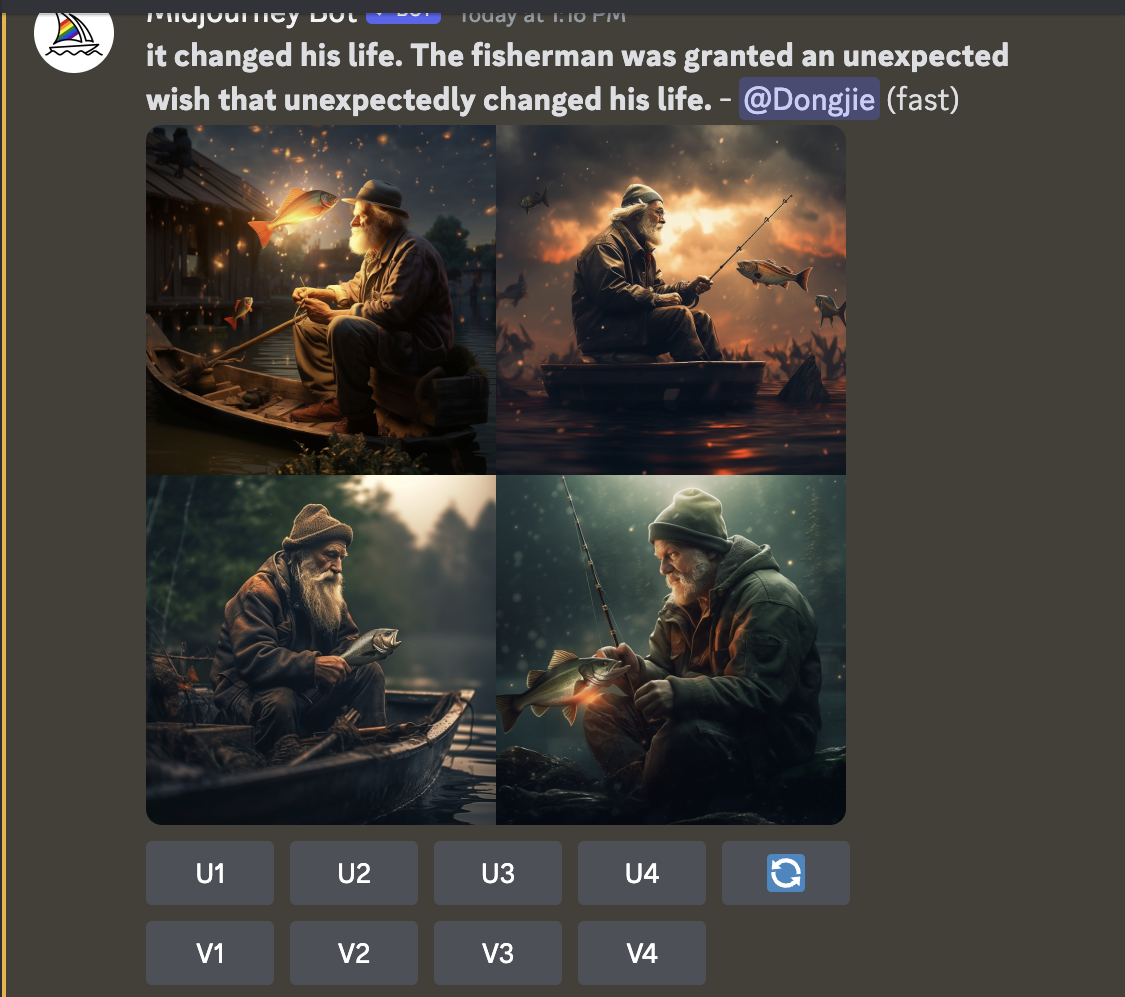 Midjourney Bot ✓ BOT Today at 1:16 PM
it changed his life. The fisherman was granted an unexpected
wish that unexpectedly changed his life. - @Dongjie (fast)
U1 U2 U3 U4
V1 V2 V3 V4